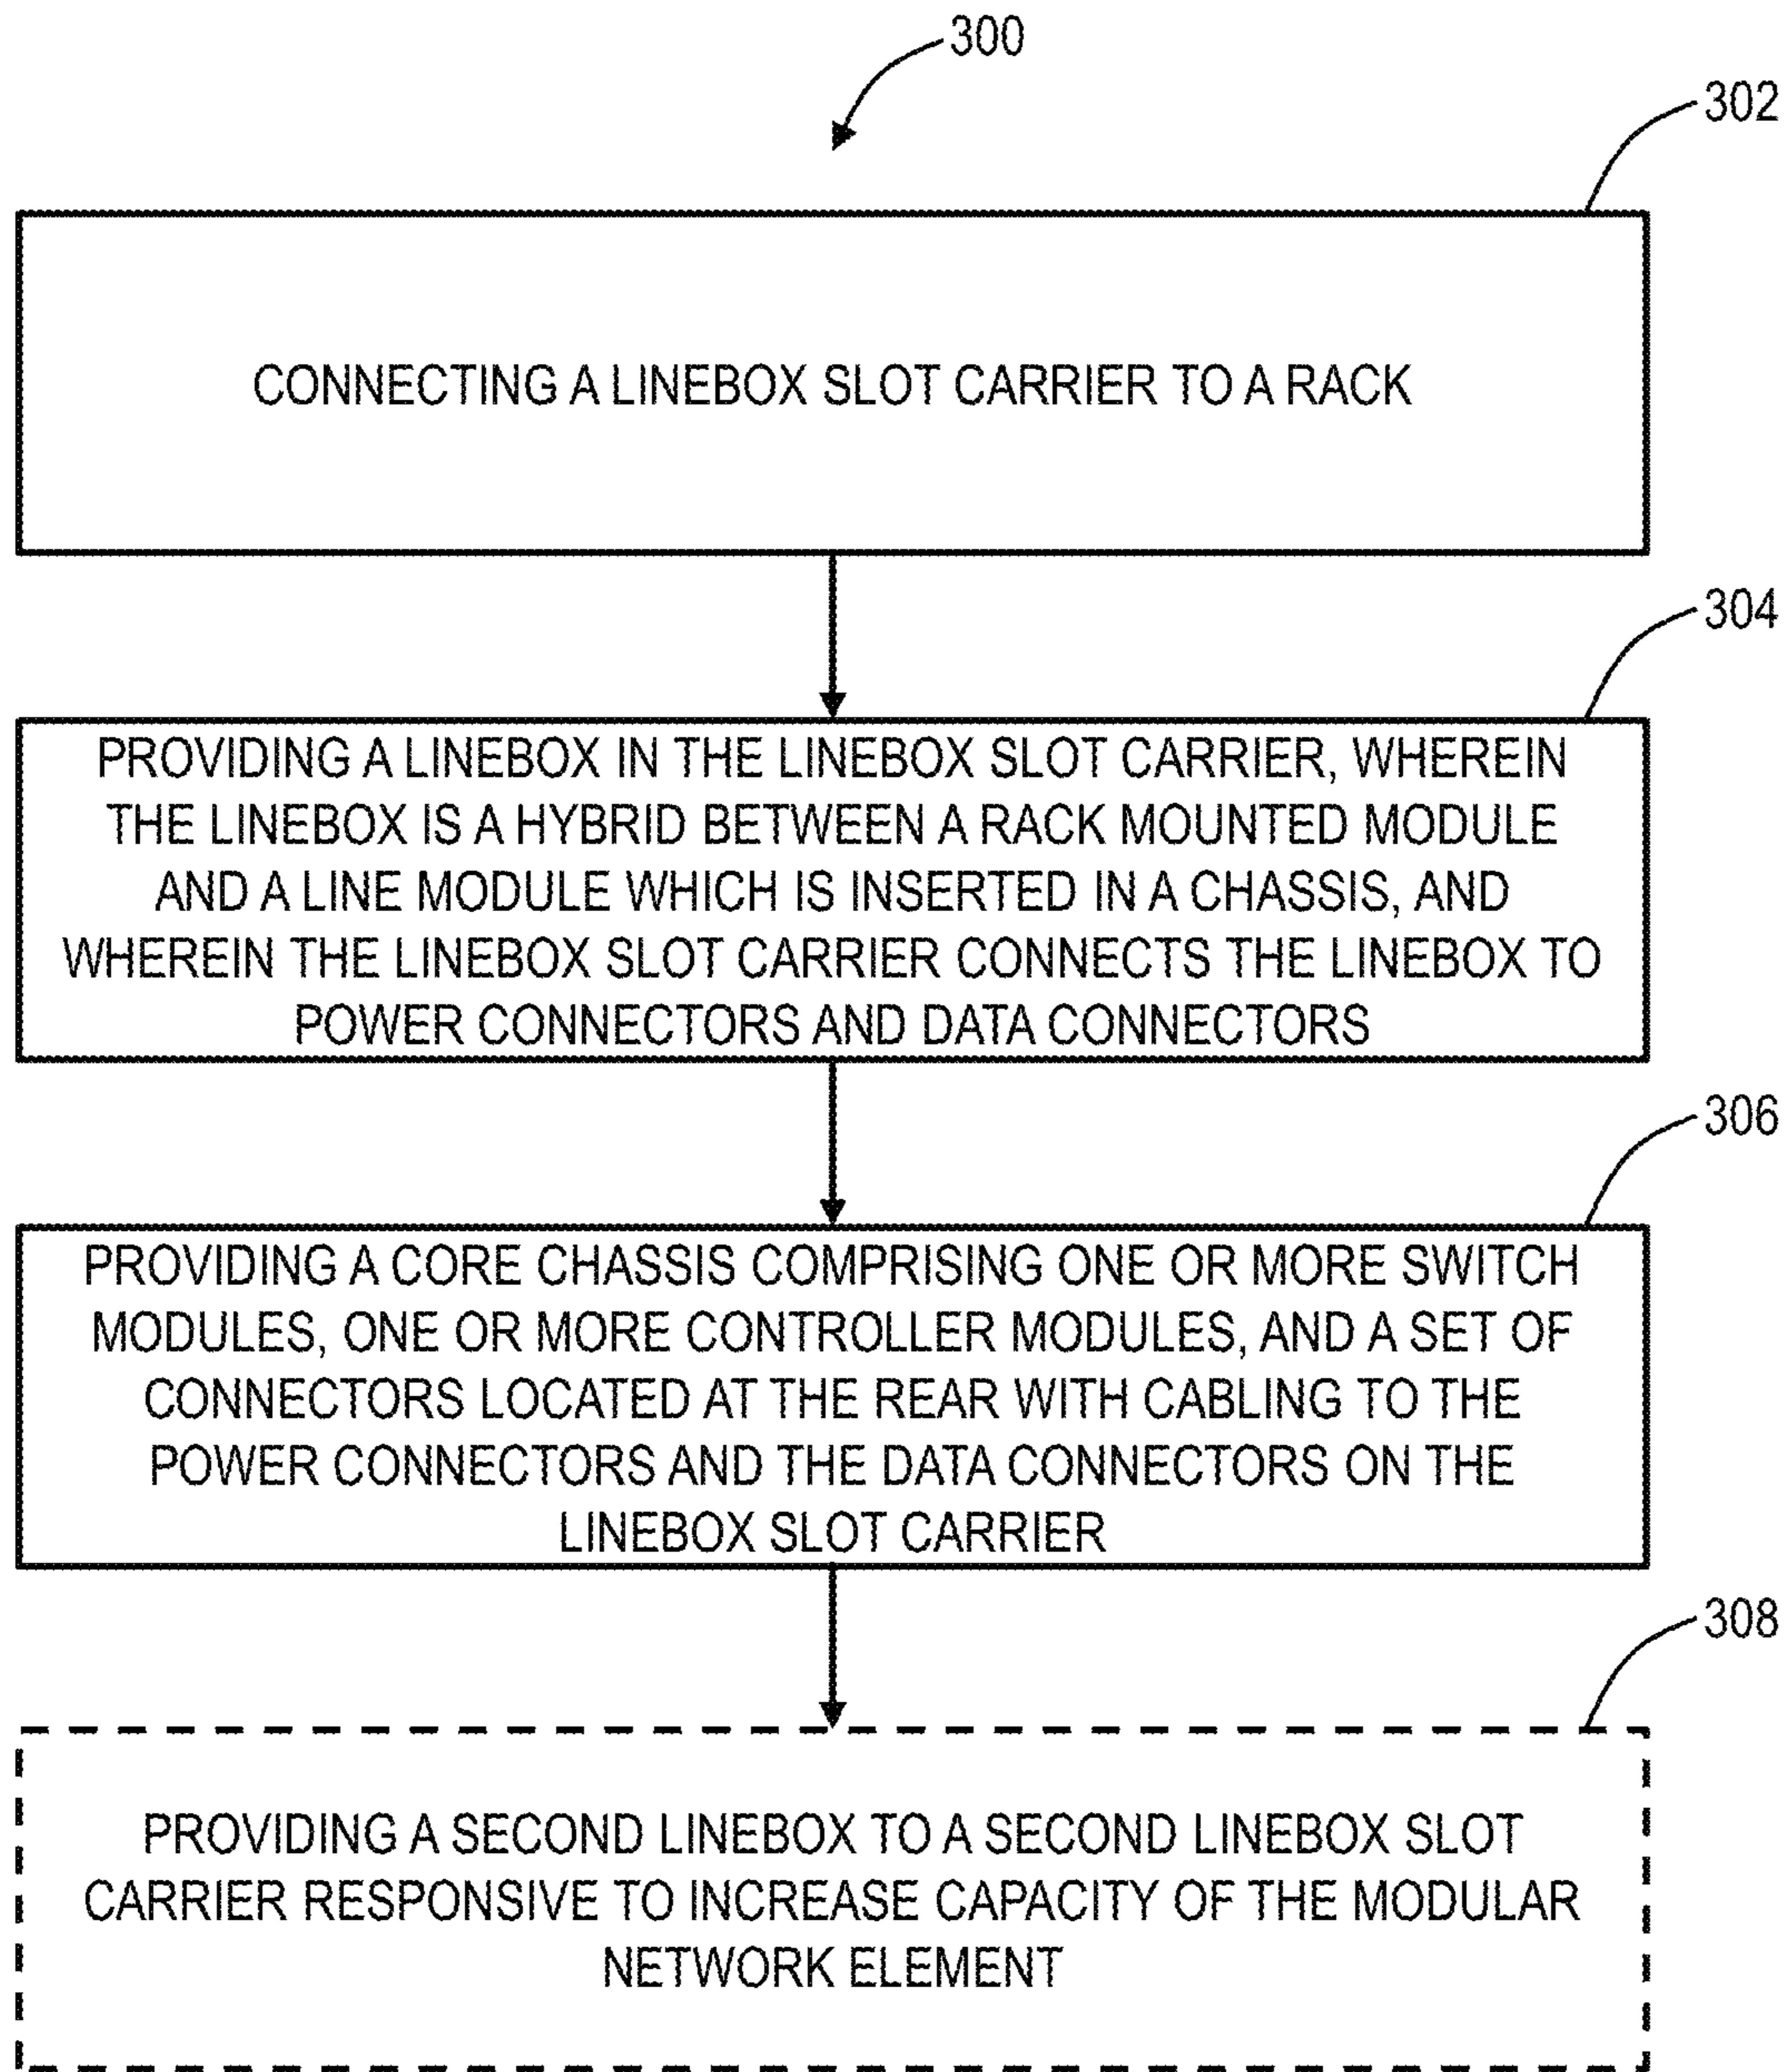 300
302
CONNECTING A LINEBOX SLOT CARRIER TO A RACK
304
PROVIDING A LINEBOX IN THE LINEBOX SLOT CARRIER, WHEREIN
THE LINEBOX IS A HYBRID BETWEEN A RACK MOUNTED MODULE
AND A LINE MODULE WHICH IS INSERTED IN A CHASSIS, AND
WHEREIN THE LINEBOX SLOT CARRIER CONNECTS THE LINEBOX TO
POWER CONNECTORS AND DATA CONNECTORS
306
PROVIDING A CORE CHASSIS COMPRISING ONE OR MORE SWITCH
MODULES, ONE OR MORE CONTROLLER MODULES, AND A SET OF
CONNECTORS LOCATED AT THE REAR WITH CABLING TO THE
POWER CONNECTORS AND THE DATA CONNECTORS ON THE
LINEBOX SLOT CARRIER
308
PROVIDING A SECOND LINEBOX TO A SECOND LINEBOX SLOT
CARRIER RESPONSIVE TO INCREASE CAPACITY OF THE MODULAR
NETWORK ELEMENT